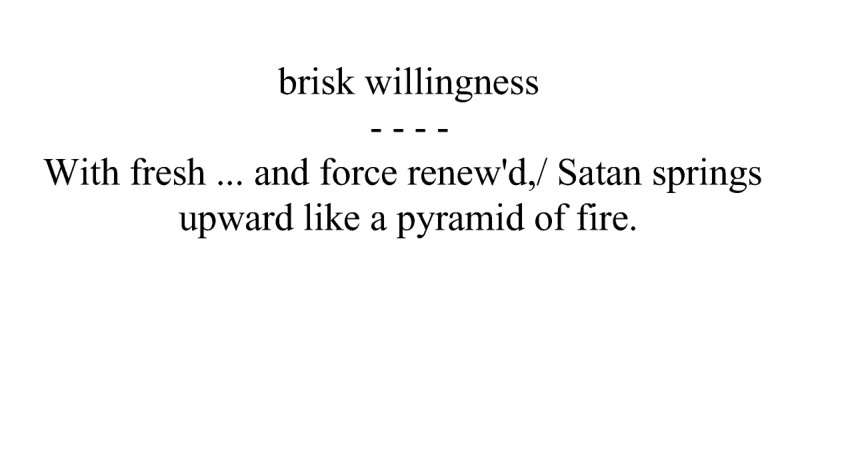 brisk willingness
- - - -
With fresh ... and force renew'd,/ Satan springs
upward like a pyramid of fire.